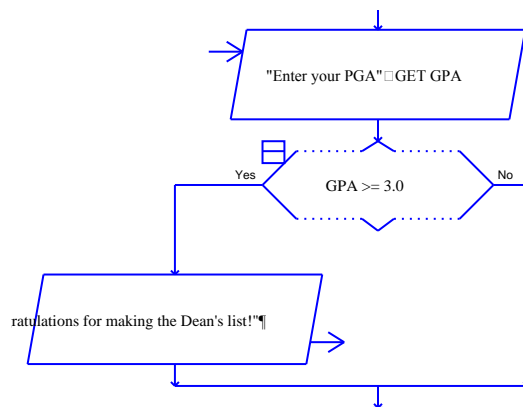 "Enter your PGA"□GET GPA
Yes
No
GPA >= 3.0
ratulations for making the Dean's list!"¶